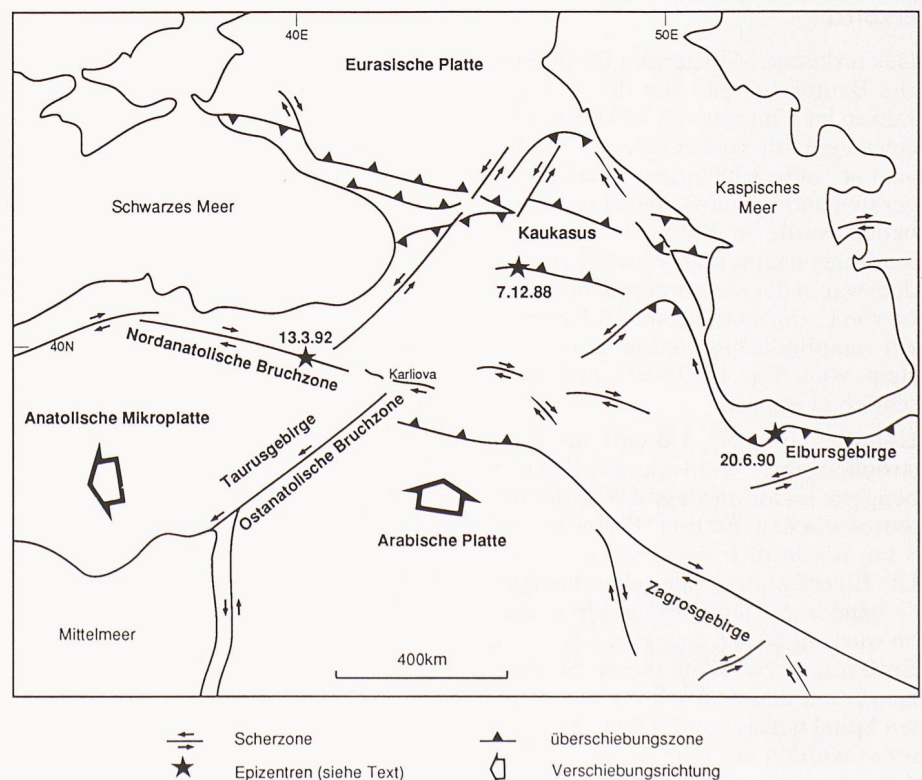 40E
50E
Eurasische Platte
Schwarzes Meer
Kaspisches
Meer
Kaukasus
7.12.88
13.3.92
40N
Nordanatolische Bruchzone
Karliova
Anatolische Mikroplatte
Taurusgebirge
Ostanatolische Bruchzone
20.6.90
Elbursgebirge
Arabische Platte
Zagrosgebirge
Mittelmeer
400km
Scherzone
überschiebungszone
Epizentren (siehe Text)
Verschiebungsrichtung